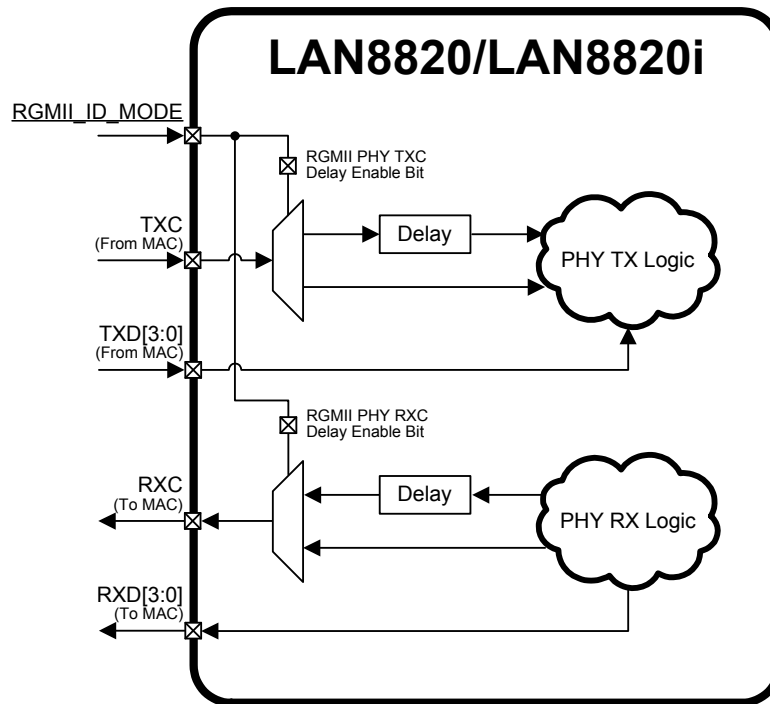 LAN8820/LAN8820i
RGMII_ID_MODE
RGMII PHY TXC
Delay Enable Bit
TXC
(From MAC)
Delay
PHY TX Logic
TXD[3:0]
(From MAC)
RGMII PHY RXC
Delay Enable Bit
RXC
(To MAC)
Delay
PHY RX Logic
RXD[3:0]
(To MAC)